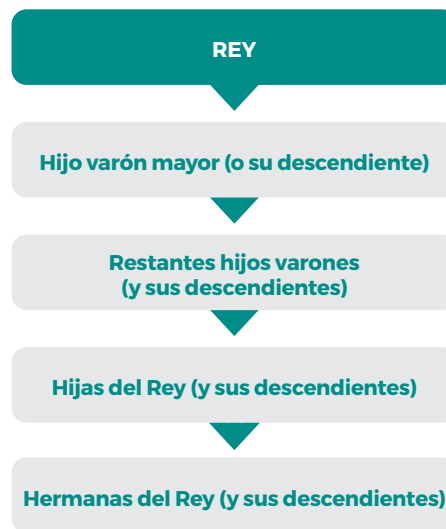 REY
Hijo varón mayor (o su descendiente)
Restantes hijos varones
(y sus descendientes)
Hijas del Rey (y sus descendientes)
Hermanas del Rey (y sus descendientes)